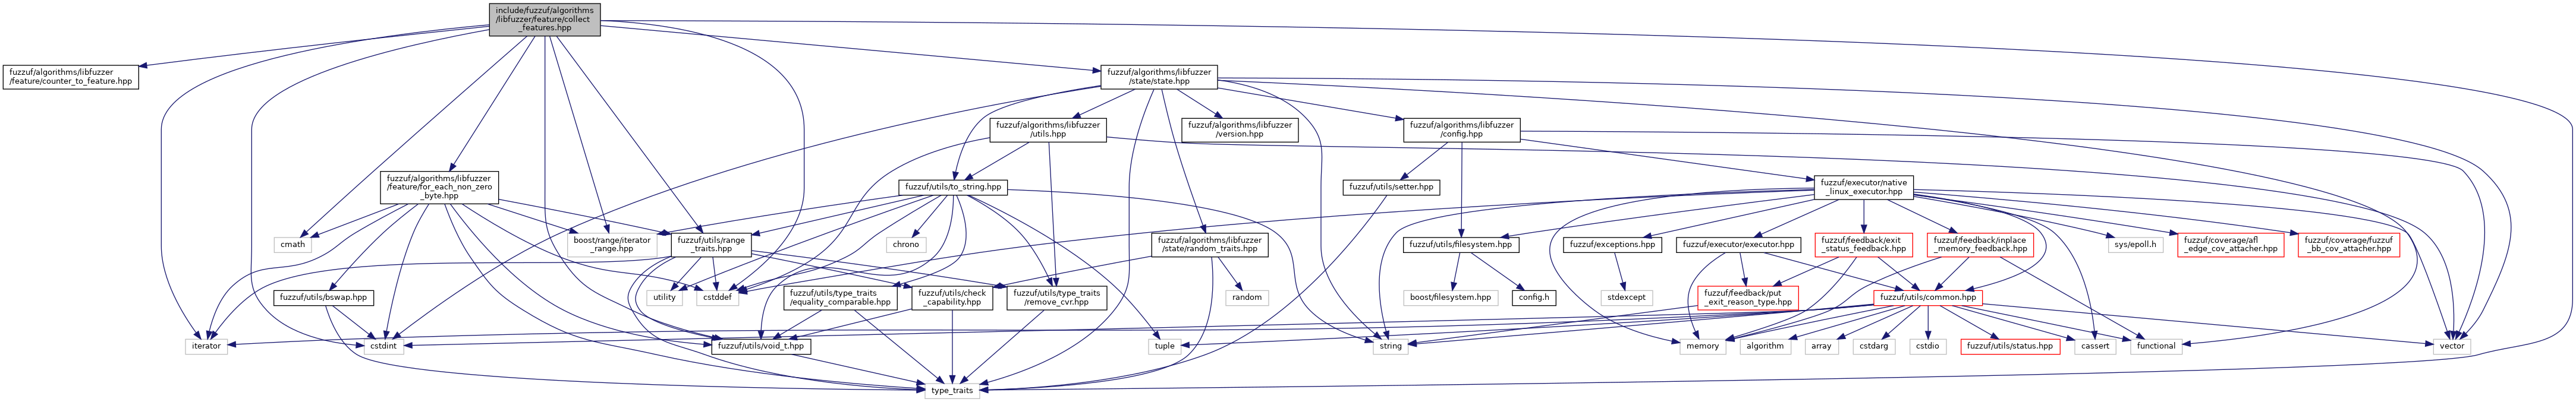 include/fuzzuf/algorithms
/libfuzzer/feature/collect
_features.hpp
fuzzuf/algorithms/libfuzzer
/feature/counter_to_feature.hpp
fuzzuf/algorithms/libfuzzer
/state/state.hpp
fuzzuf/algorithms/libfuzzer
/utils.hpp
fuzzuf/algorithms/libfuzzer
/version.hpp
fuzzuf/algorithms/libfuzzer
/config.hpp
fuzzuf/algorithms/libfuzzer
/feature/for_each_non_zero
_byte.hpp
fuzzuf/utils/to_string.hpp
fuzzuf/utils/setter.hpp
fuzzuf/executor/native
_linux_executor.hpp
cmath
boost/range/iterator
_range.hpp
fuzzuf/utils/range
_traits.hpp
chrono
fuzzuf/algorithms/libfuzzer
/state/random_traits.hpp
fuzzuf/utils/filesystem.hpp
fuzzuf/exceptions.hpp
fuzzuf/executor/executor.hpp
fuzzuf/feedback/exit
_status_feedback.hpp
fuzzuf/feedback/inplace
_memory_feedback.hpp
sys/epoll.h
fuzzuf/coverage/afl
_edge_cov_attacher.hpp
fuzzuf/coverage/fuzzuf
_bb_cov_attacher.hpp
fuzzuf/utils/bswap.hpp
utility
cstddef
fuzzuf/utils/type_traits
/equality_comparable.hpp
fuzzuf/utils/check
_capability.hpp
fuzzuf/utils/type_traits
/remove_cvr.hpp
random
boost/filesystem.hpp
config.h
stdexcept
fuzzuf/feedback/put
_exit_reason_type.hpp
fuzzuf/utils/common.hpp
iterator
cstdint
fuzzuf/utils/void_t.hpp
tuple
string
memory
algorithm
array
cstdarg
cstdio
fuzzuf/utils/status.hpp
cassert
functional
vector
type_traits